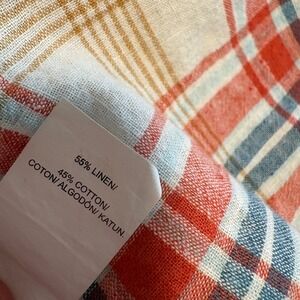 55% LINEN/
45% COTTON/
COTON/ALGODÓN/ KATUN